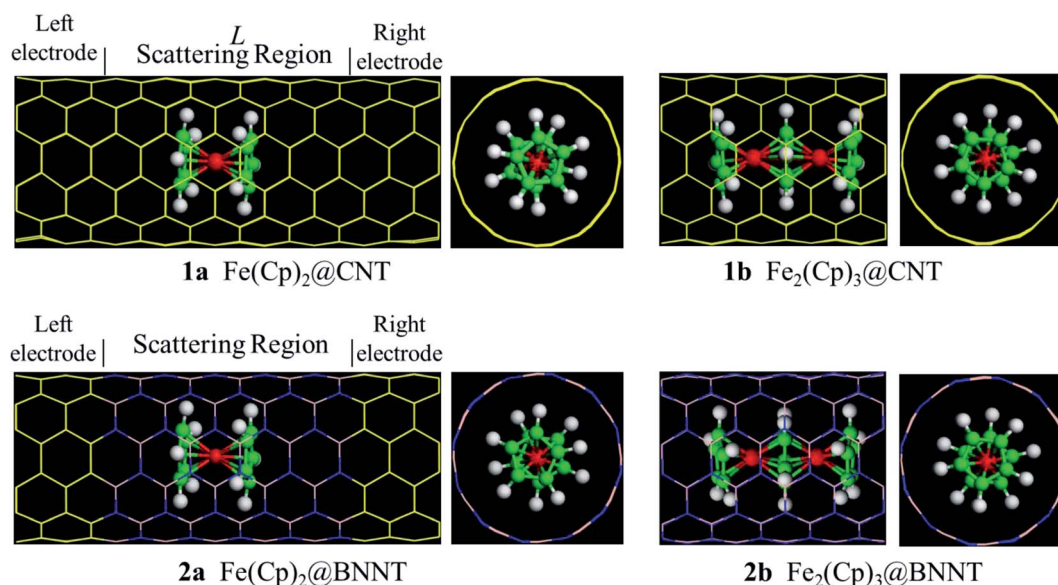 Left
electrode
L
Scattering Region
Right
electrode
1a Fe(Cp)₂@CNT
1b Fe₂(Cp)₃@CNT
Left
electrode
Scattering Region
Right
electrode
2a Fe(Cp)₂@BNNT
2b Fe₂(Cp)₃@BNNT